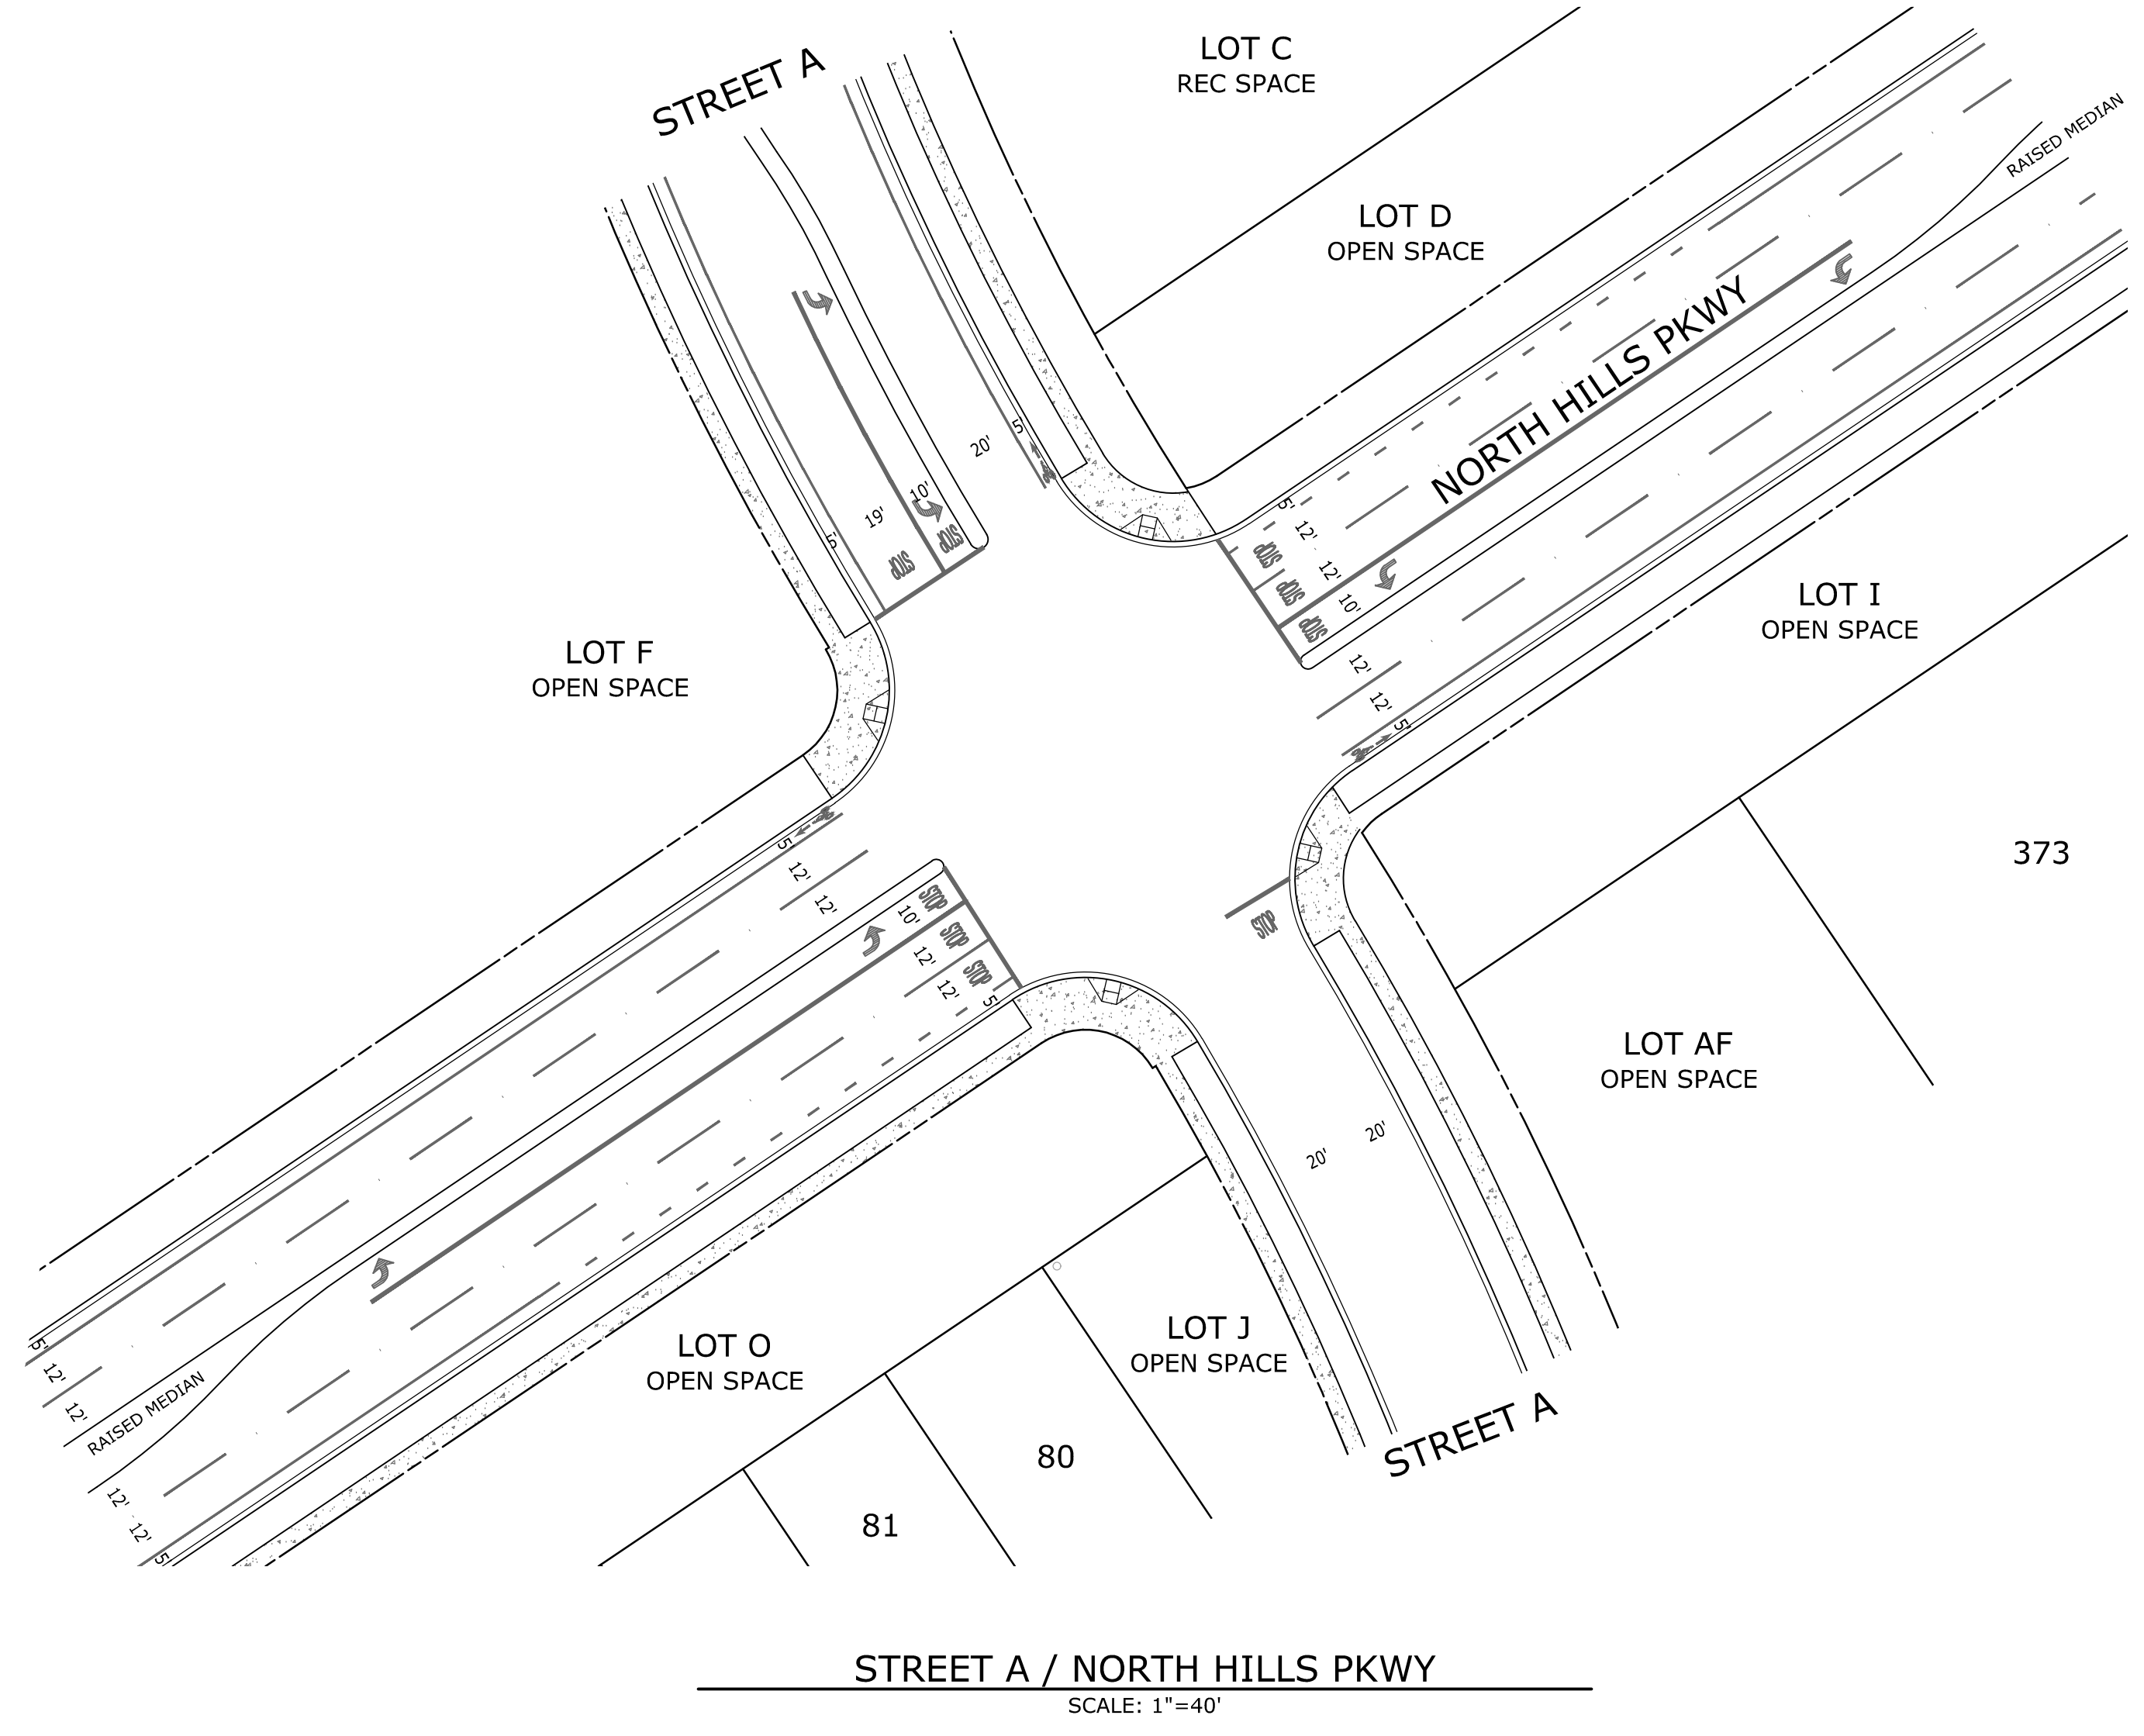 STREET A
LOT C
REC SPACE
RAISED MEDIAN
LOT D
OPEN SPACE
NORTH HILLS PKWY
20'
5'
10'
19'
5'
STOP
STOP
5'
12'
12'
10'
STOP
STOP
STOP
12'
12'
5'
LOT I
OPEN SPACE
LOT F
OPEN SPACE
373
5'
12'
12'
10'
12'
12'
5'
STOP
STOP
STOP
STOP
LOT AF
OPEN SPACE
20'
20'
LOT O
OPEN SPACE
LOT J
OPEN SPACE
5'
12'
12'
RAISED MEDIAN
12'
12'
5'
80
81
STREET A
STREET A / NORTH HILLS PKWY
SCALE: 1"=40'